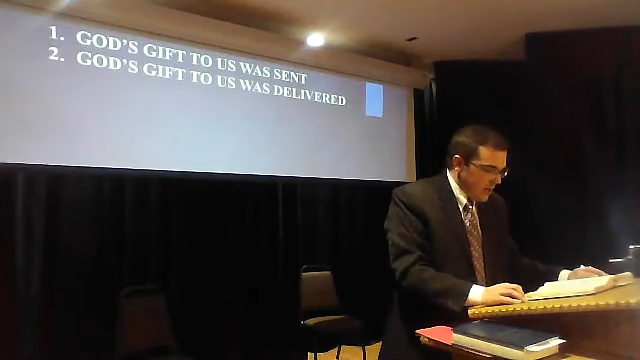 1. GOD'S GIFT TO US WAS SENT
2. GOD'S GIFT TO US WAS DELIVERED